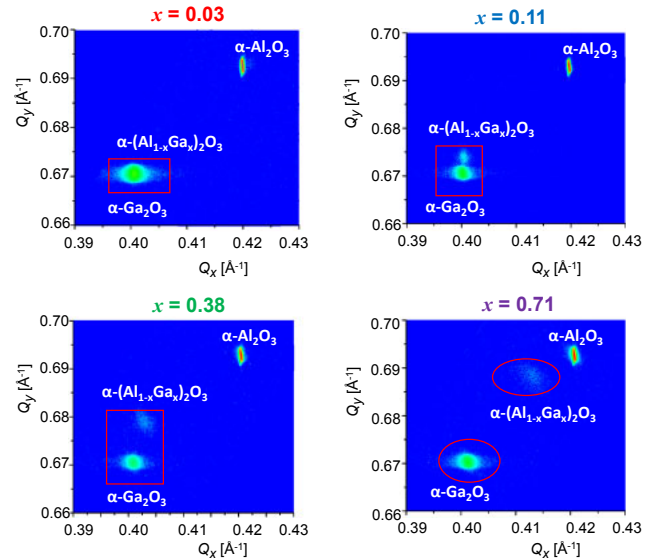 x = 0.03
0.70
0.69
0.68
0.67
0.66
Qy [Å-1]
α-Al2O3
α-(Al1-xGax)2O3
α-Ga2O3
0.39 0.40 0.41 0.42 0.43
Qx [Å-1]
x = 0.11
0.70
0.69
0.68
0.67
0.66
Qy [Å-1]
α-Al2O3
α-(Al1-xGax)2O3
α-Ga2O3
0.39 0.40 0.41 0.42 0.43
Qx [Å-1]
x = 0.38
0.70
0.69
0.68
0.67
0.66
Qy [Å-1]
α-Al2O3
α-(Al1-xGax)2O3
α-Ga2O3
0.39 0.40 0.41 0.42 0.43
Qx [Å-1]
x = 0.71
0.70
0.69
0.68
0.67
0.66
Qy [Å-1]
α-Al2O3
α-(Al1-xGax)2O3
α-Ga2O3
0.39 0.40 0.41 0.42 0.43
Qx [Å-1]